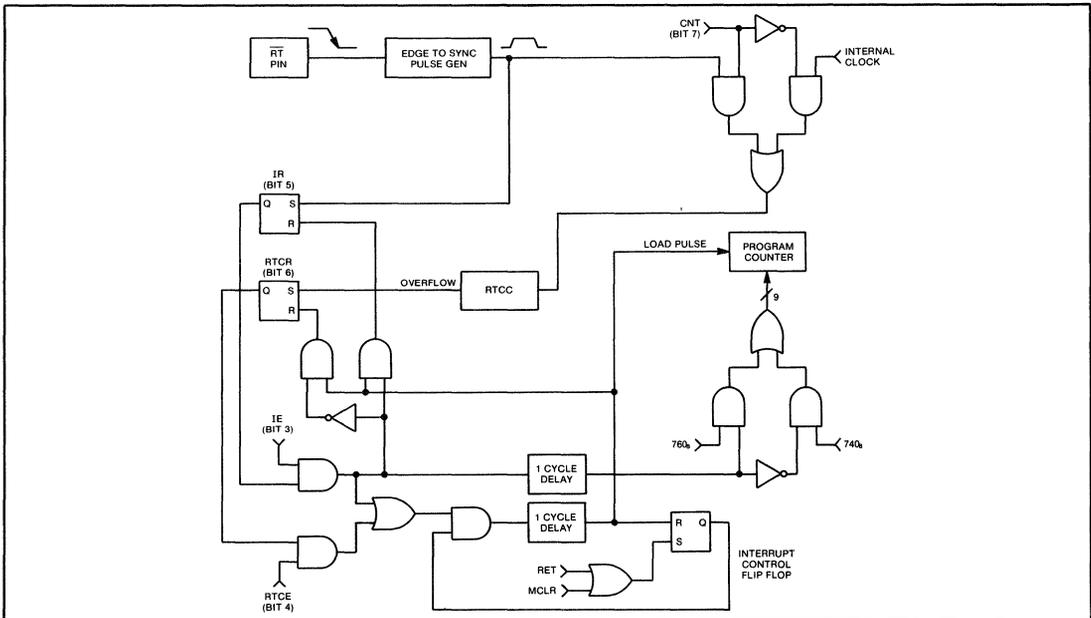 CNT
(BIT 7)
RT
PIN
EDGE TO SYNC
PULSE GEN
INTERNAL
CLOCK
IR
(BIT 5)
Q S
R
LOAD PULSE
PROGRAM
COUNTER
RTCR
(BIT 6)
Q S
R
OVERFLOW
RTCC
9
IE
(BIT 3)
760₈
740₈
1 CYCLE
DELAY
1 CYCLE
DELAY
R Q
S
INTERRUPT
CONTROL
FLIP FLOP
RET
MCLR
RTCE
(BIT 4)